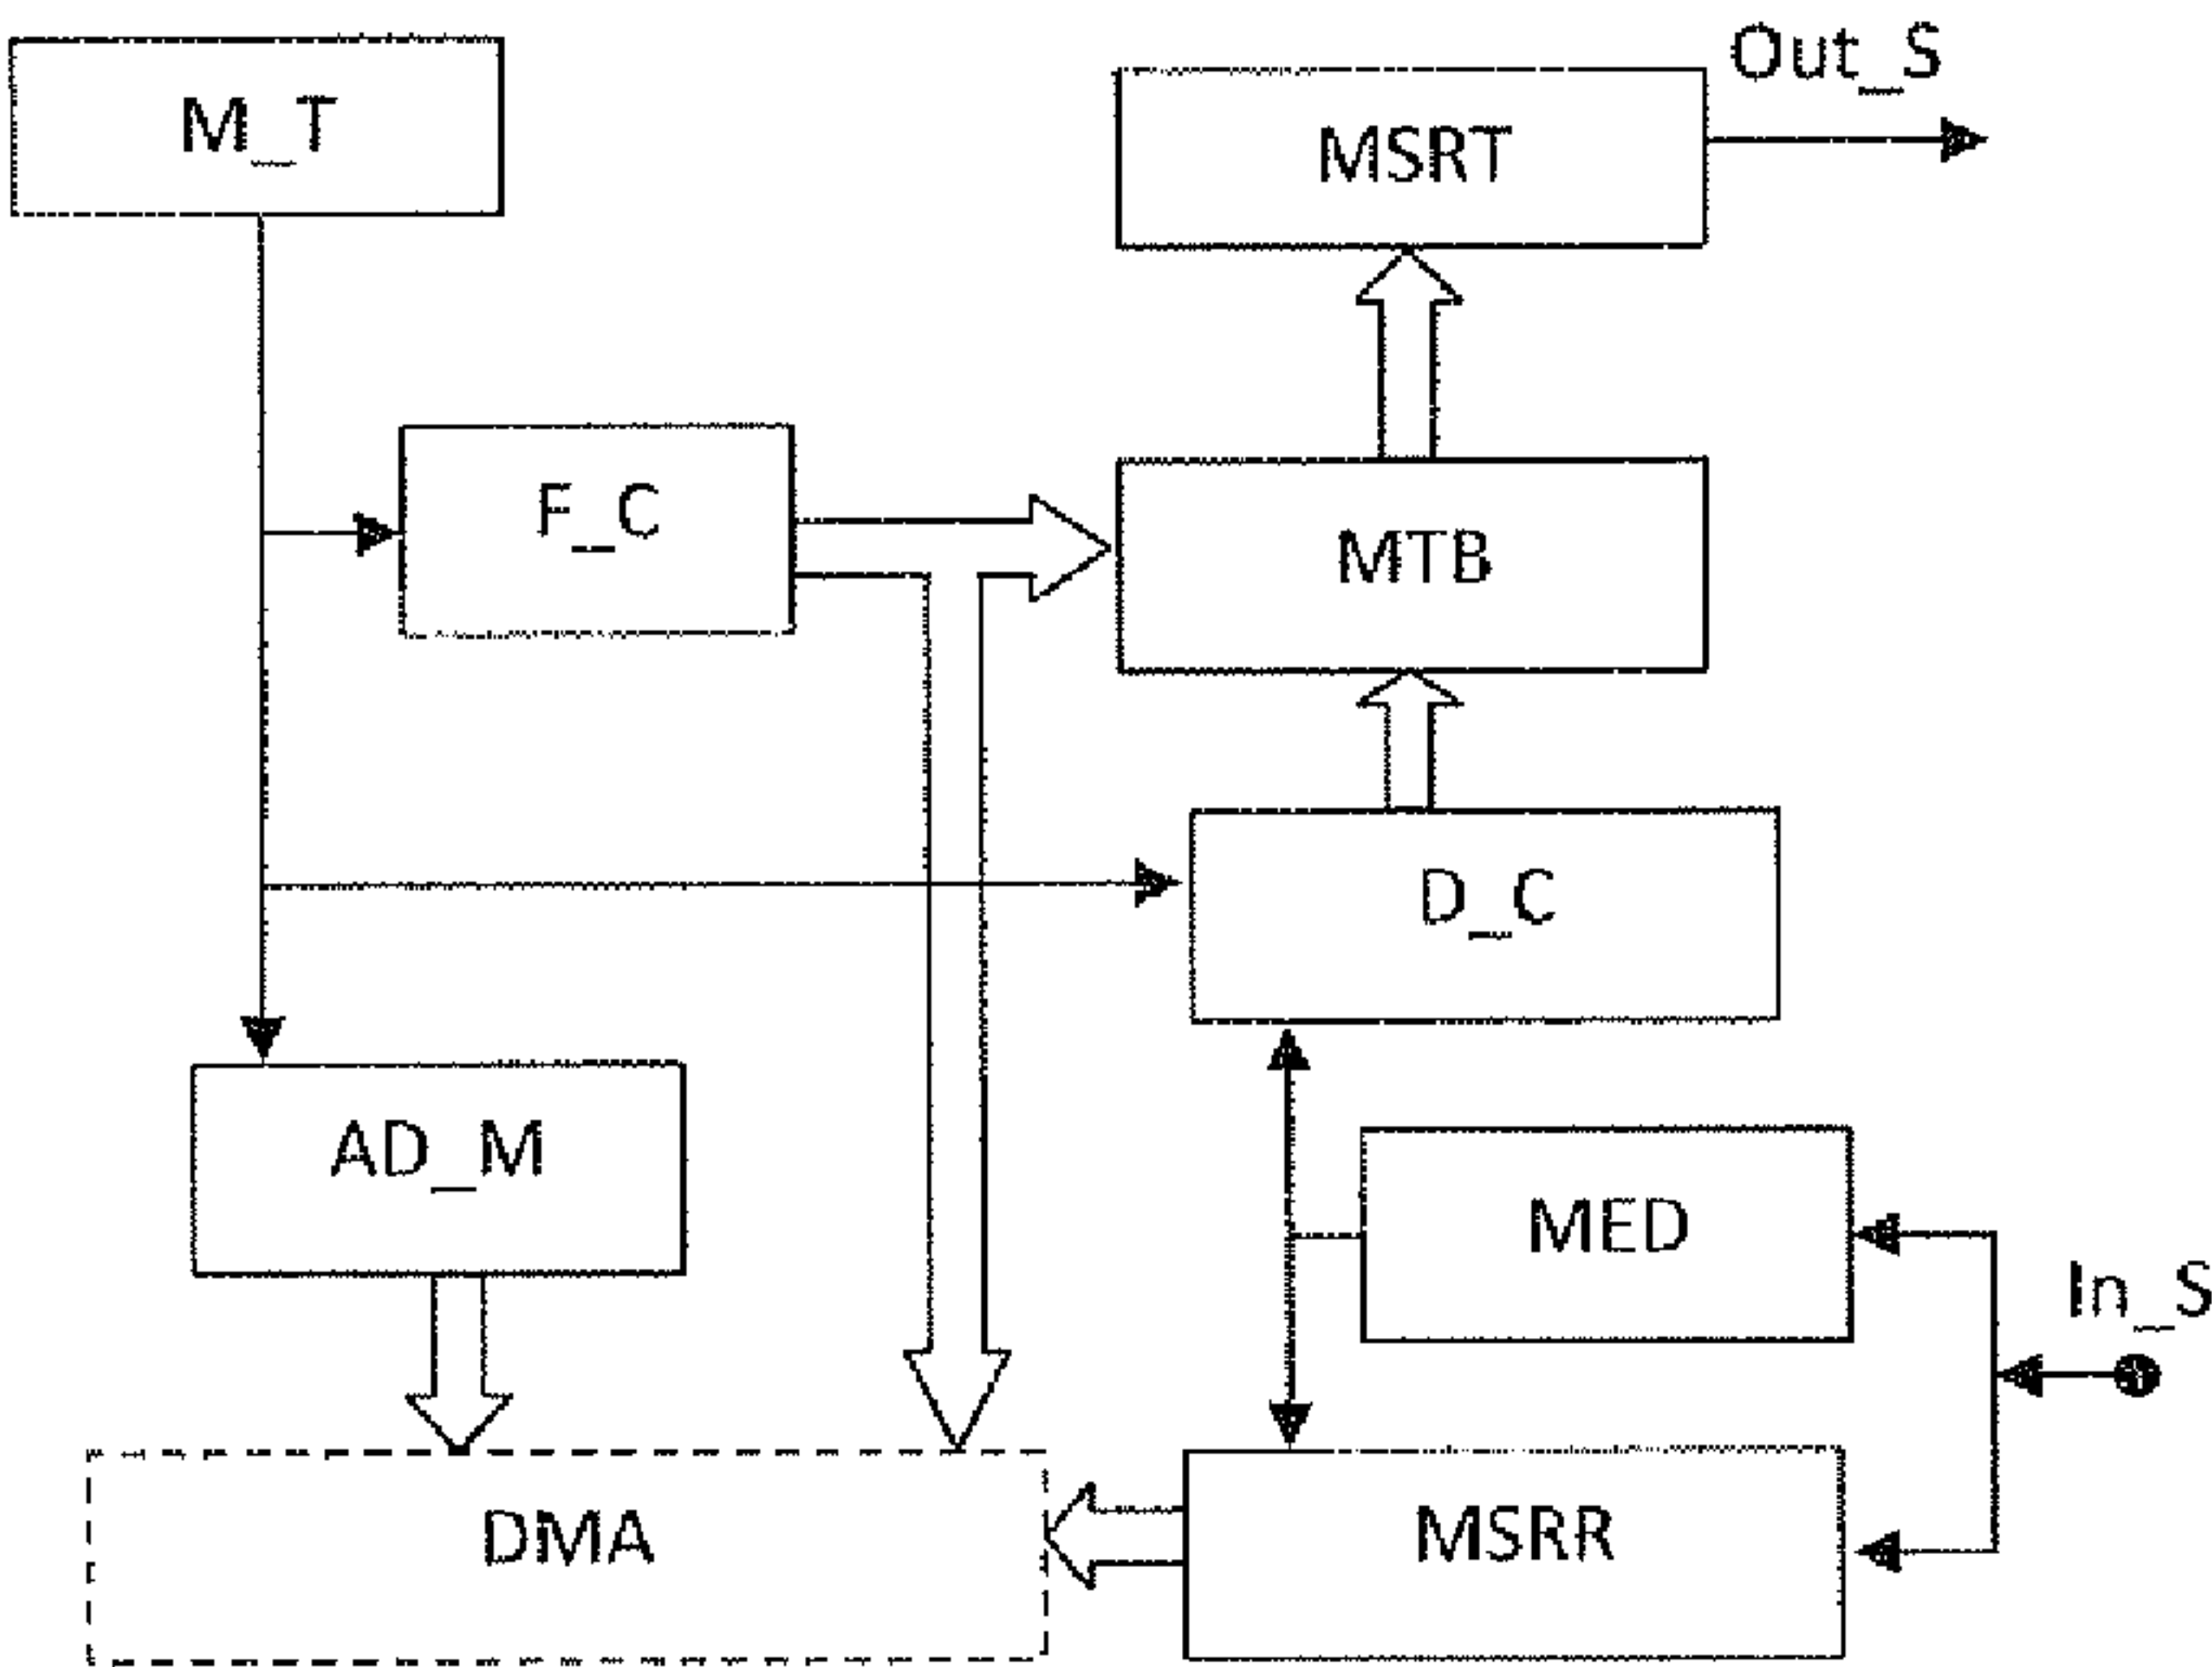 M_T
Out_S
MSRT
F_C
MTB
D_C
AD_M
MED
In_S
DMA
MSRR